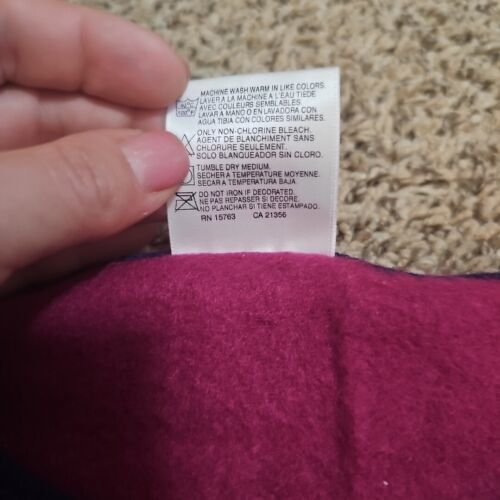 MACHINE WASH WARM IN LIKE COLORS.
LAVER A LA MACHINE A L'EAU TIEDE
AVEC COULEURS SEMBLABLES.
LAVAR A MANO O EN LAVADORA CON
AGUA TIBIA CON COLORES SIMILARES.
ONLY NON-CHLORINE BLEACH.
AGENT DE BLANCHIMENT SANS
CHLORURE SEULEMENT.
SOLO BLANQUEADOR SIN CLORO.
TUMBLE DRY MEDIUM.
SECHER A TEMPERATURE MOYENNE.
SECAR A TEMPERATURA BAJA.
DO NOT IRON IF DECORATED.
NE PAS REPASSER SI DECORE.
NO PLANCHAR SI TIENE ESTAMPADO.
RN 15763 CA 21356